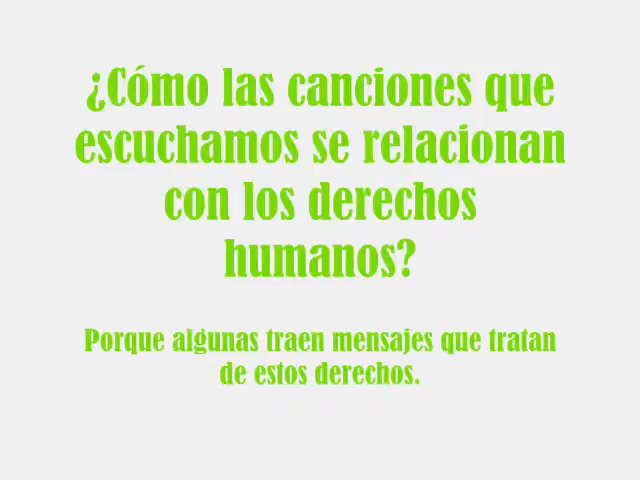 ¿Cómo las canciones que
escuchamos se relacionan
con los derechos
humanos?
Porque algunas traen mensajes que tratan
de estos derechos.